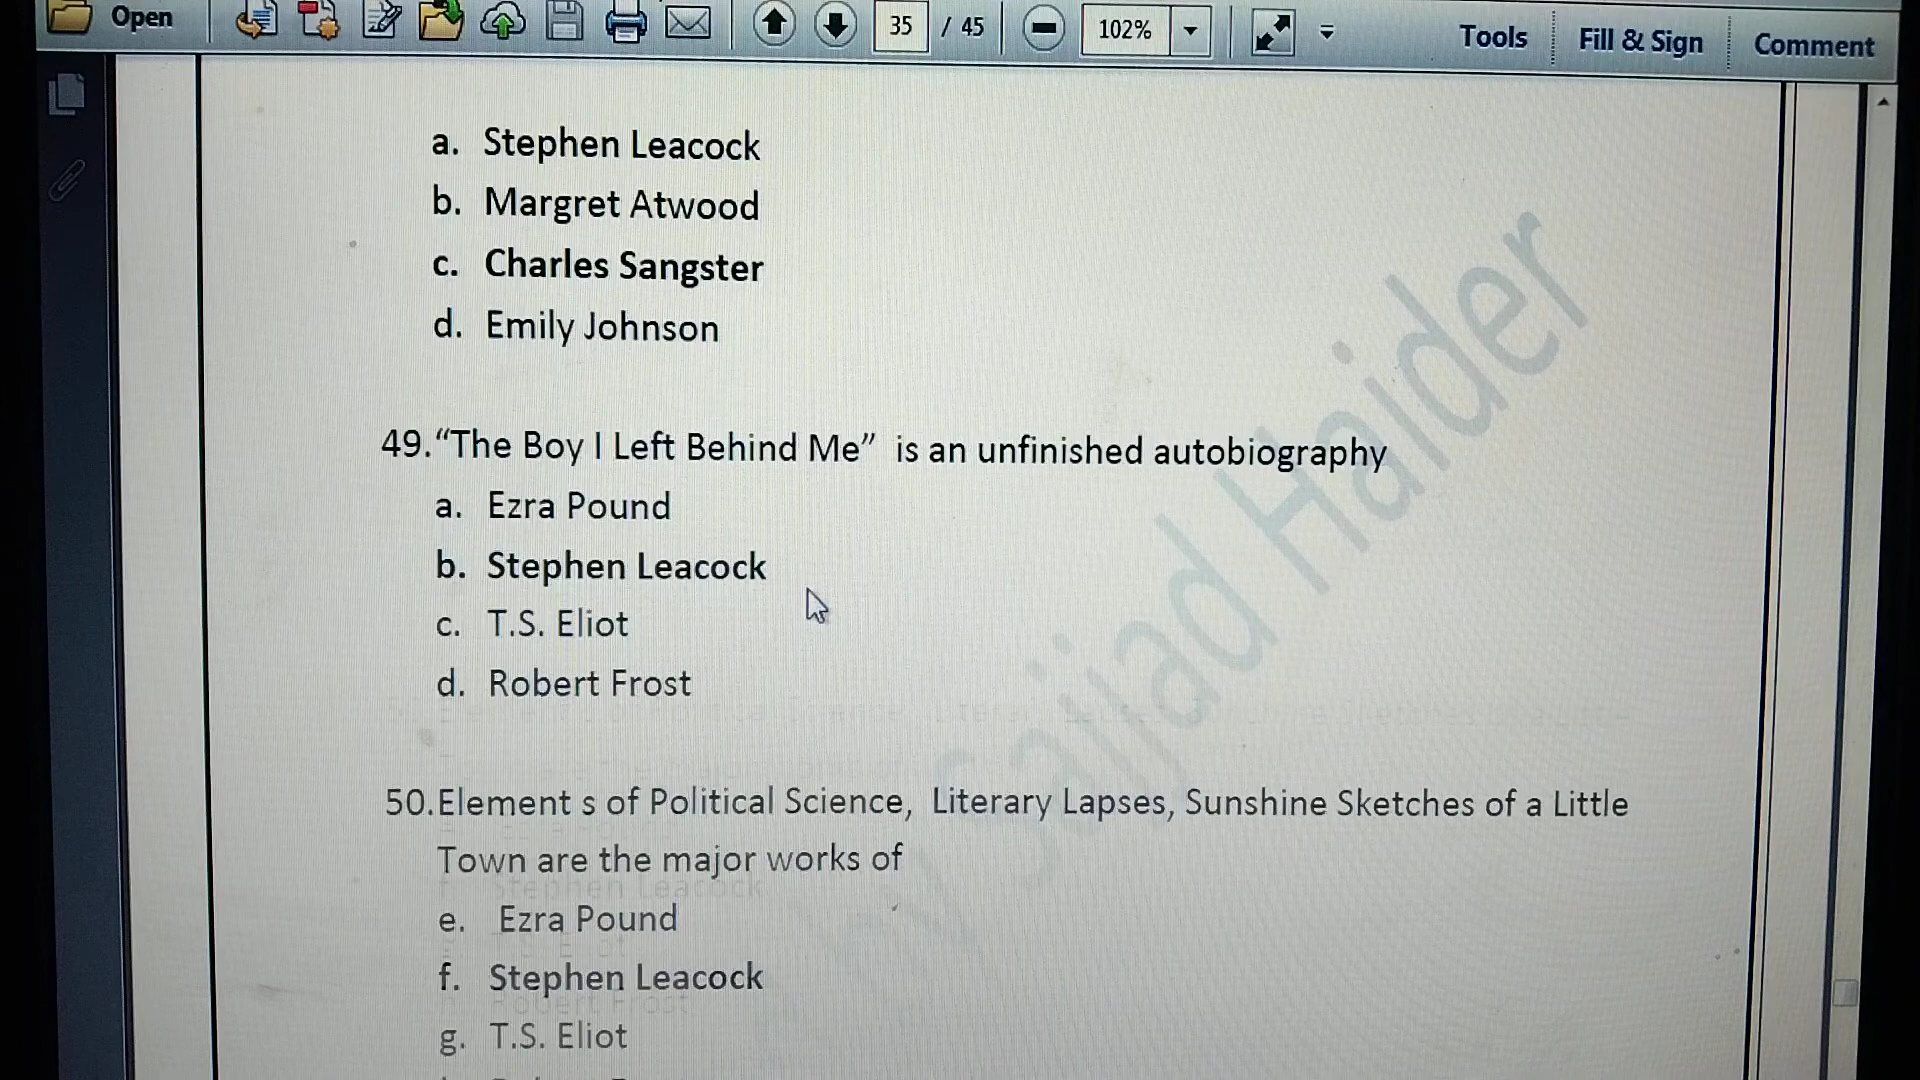 Open
35 / 45
102%
Tools
Fill & Sign
Comment
a. Stephen Leacock
b. Margret Atwood
c. Charles Sangster
d. Emily Johnson
49."The Boy I Left Behind Me" is an unfinished autobiography
a. Ezra Pound
b. Stephen Leacock
c. T.S. Eliot
d. Robert Frost
50.Element s of Political Science, Literary Lapses, Sunshine Sketches of a Little
Town are the major works of
e. Ezra Pound
f. Stephen Leacock
g. T.S. Eliot
Sajjad Haider